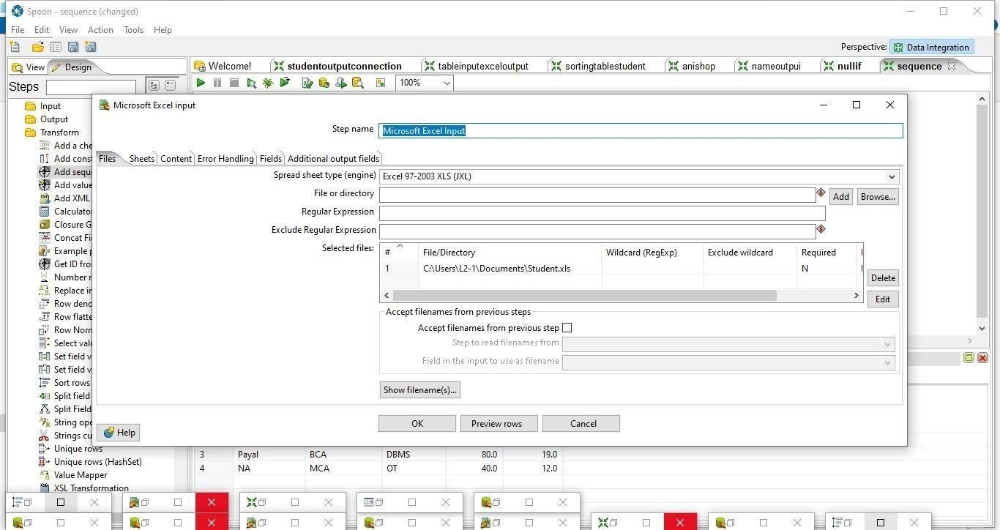 Spoon - sequence (changed)
File Edit View Action Tools Help
Perspective: Data Integration
View Design
Welcome! studentoutputconnection tableinputexceloutput sortingtablestudent anishop nameoutpui nullif sequence
Steps
100%
Input
Output
Transform
Add a che
Add cons
Add sequ
Add value
Add XML
Calculator
Closure G
Concat Fi
Example p
Get ID fro
Number r
Replace in
Row deno
Row flatte
Row Norn
Select valu
Set field v
Set field v
Sort rows
Split field
Split Field
String ope
Strings cu
Unique rows
Unique rows (HashSet)
Value Mapper
XSL Transformation
Microsoft Excel input
Step name Microsoft Excel Input
Files Sheets Content Error Handling Fields Additional output fields
Spread sheet type (engine) Excel 97-2003 XLS (JXL)
File or directory Add Browse...
Regular Expression
Exclude Regular Expression
Selected files:
# File/Directory Wildcard (RegExp) Exclude wildcard Required
1 C:\Users\L2-1\Documents\Student.xls N
Delete
Edit
Accept filenames from previous steps
Accept filenames from previous step
Step to read filenames from
Field in the input to use as filename
Show filename(s)...
OK Preview rows Cancel
Help
3 Payal BCA DBMS 80.0 19.0
4 NA MCA OT 40.0 12.0